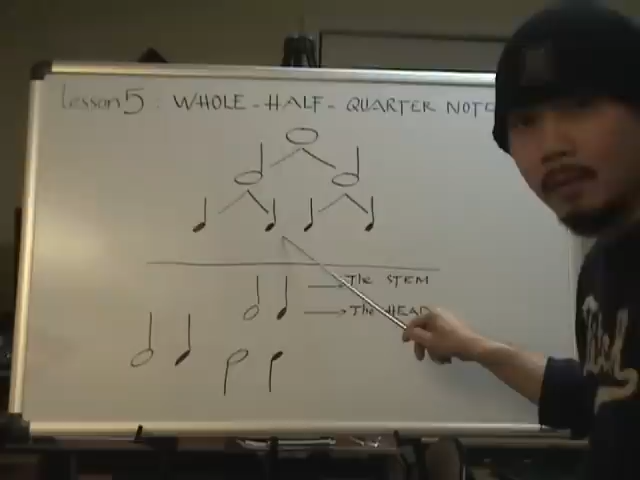 Lesson 5 : WHOLE - HALF - QUARTER NOTE
The STEM
The HEAD